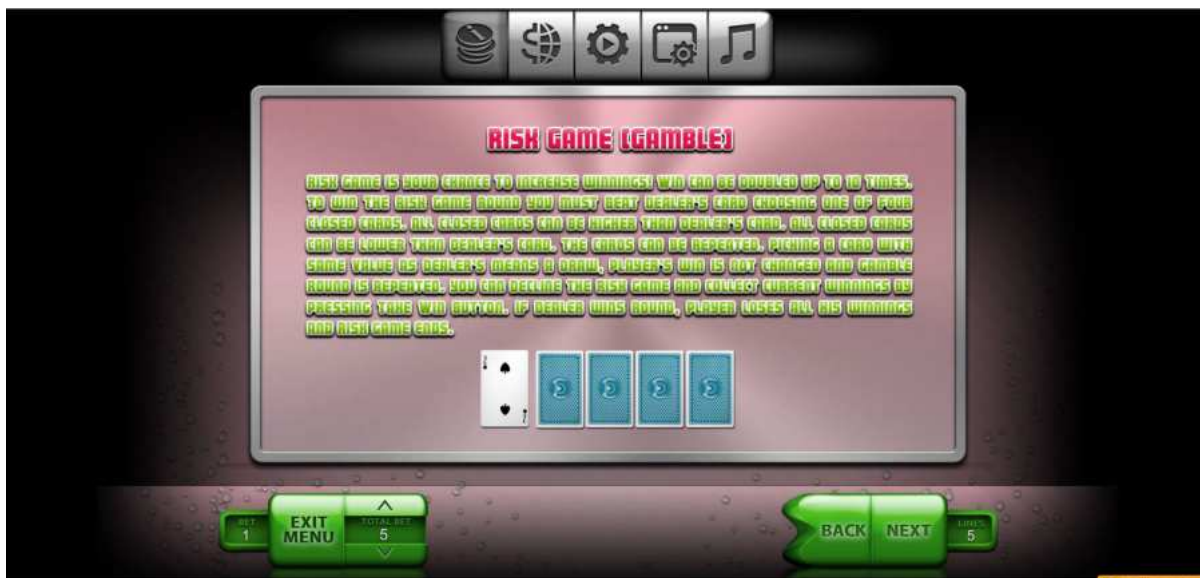 RISK GAME (GAMBLE)
RISK GAME IS YOUR CHANCE TO INCREASE WINNINGS! WIN CAN BE DOUBLED UP TO 10 TIMES.
TO WIN THE RISK GAME ROUND YOU MUST BEAT DEALER'S CARD CHOOSING ONE OF FOUR
CLOSED CARDS. ALL CLOSED CARDS CAN BE HIGHER THAN DEALER'S CARD. ALL CLOSED CARDS
CAN BE LOWER THAN DEALER'S CARD. THE CARDS CAN BE REPEATED. PICKING A CARD WITH
SAME VALUE AS DEALER'S MEANS A DRAW, PLAYER'S WIN IS NOT CHANGED AND GAMBLE
ROUND IS REPEATED. YOU CAN DECLINE THE RISK GAME AND COLLECT CURRENT WINNINGS BY
PRESSING TAKE WIN BUTTON. IF DEALER WINS ROUND, PLAYER LOSES ALL HIS WINNINGS
AND RISK GAME ENDS.
BET
1
EXIT
MENU
TOTAL BET
5
BACK
NEXT
LINES
5